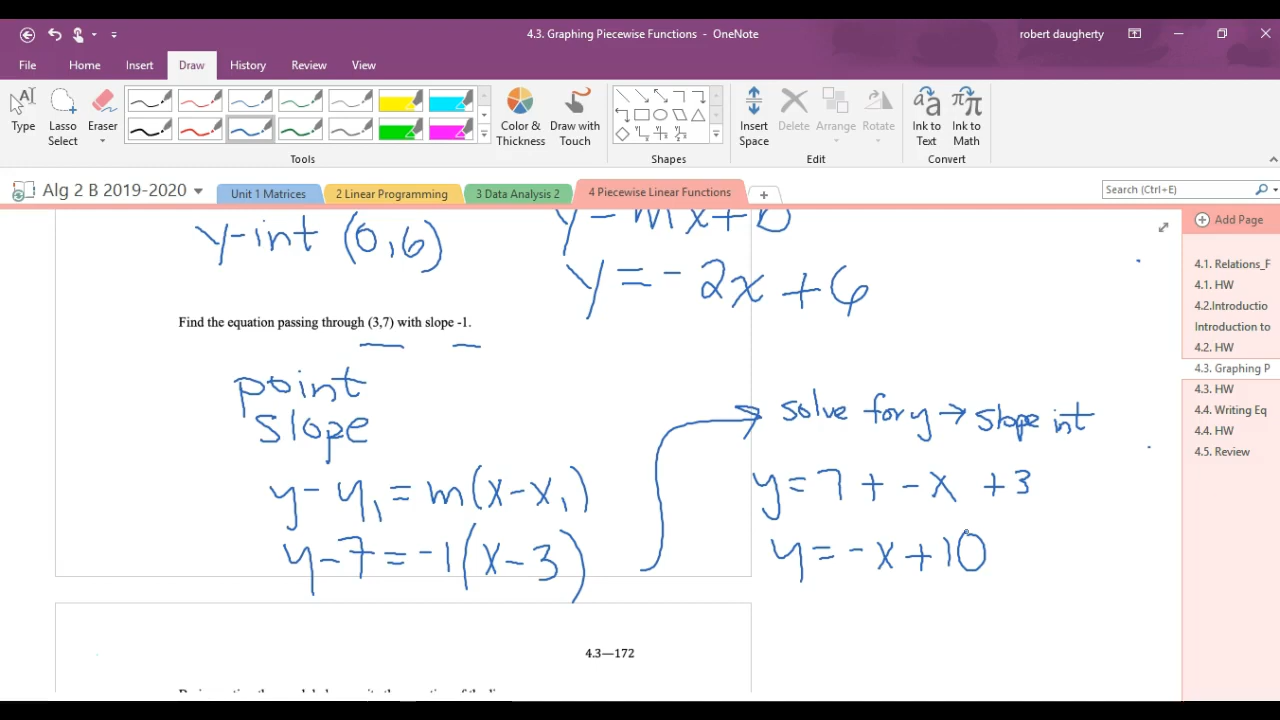 4.3. Graphing Piecewise Functions - OneNote
robert daugherty
File Home Insert Draw History Review View
Type Lasso Select Eraser Color & Thickness Draw with Touch Insert Space Delete Arrange Rotate Ink to Text Ink to Math
Tools Shapes Edit Convert
Alg 2 B 2019-2020 Unit 1 Matrices 2 Linear Programming 3 Data Analysis 2 4 Piecewise Linear Functions + Search (Ctrl+E)
Add Page
4.1. Relations_F
4.1. HW
4.2.Introductio
Introduction to
4.2. HW
4.3. Graphing P
4.3. HW
4.4. Writing Eq
4.4. HW
4.5. Review
y-int (0,6) y=mx+b
y=-2x+6
Find the equation passing through (3,7) with slope -1.
point
slope
solve for y → slope int
y-y₁=m(x-x₁)
y=7+-x+3
y-7=-1(x-3)
y=-x+10
4.3—172